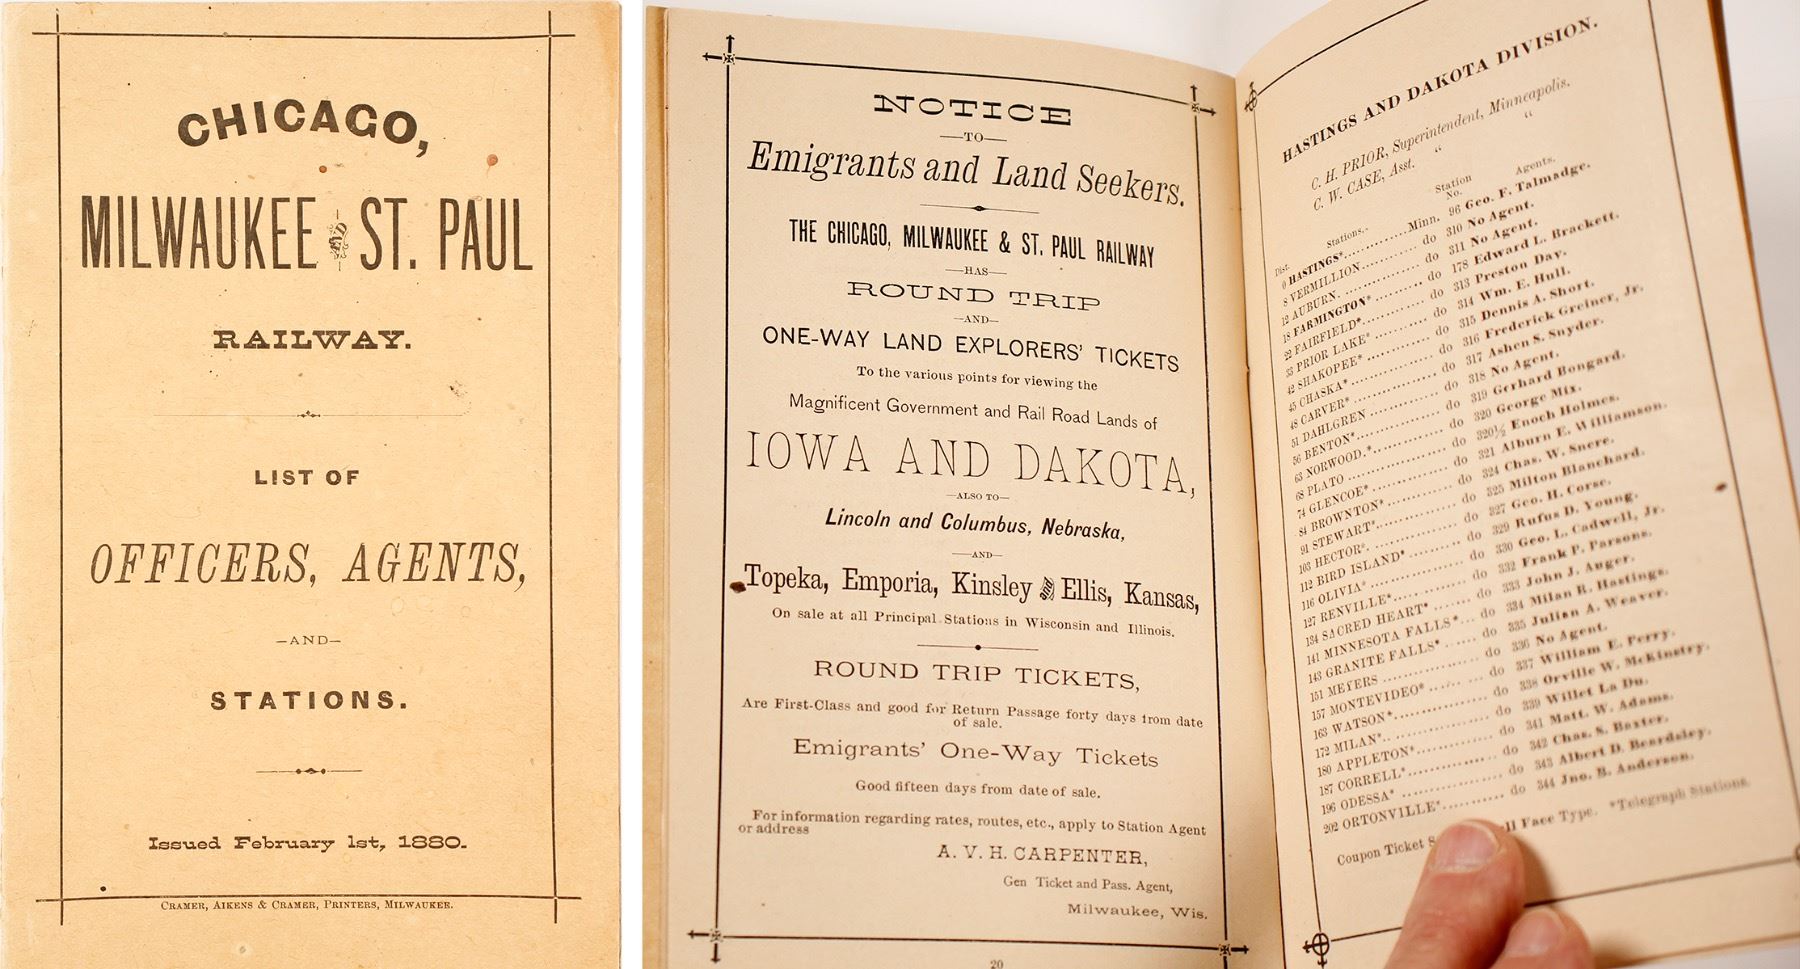 CHICAGO,
MILWAUKEE AND ST. PAUL
RAILWAY.
LIST OF
OFFICERS, AGENTS,
—AND—
STATIONS.
Issued February 1st, 1880.
CRAMER, AIKENS & CRAMER, PRINTERS, MILWAUKEE.
NOTICE
—TO—
Emigrants and Land Seekers.
THE CHICAGO, MILWAUKEE & ST. PAUL RAILWAY
—HAS—
ROUND TRIP
—AND—
ONE-WAY LAND EXPLORERS' TICKETS
To the various points for viewing the
Magnificent Government and Rail Road Lands of
IOWA AND DAKOTA,
—ALSO TO—
Lincoln and Columbus, Nebraska,
—AND—
Topeka, Emporia, Kinsley and Ellis, Kansas,
On sale at all Principal Stations in Wisconsin and Illinois.
ROUND TRIP TICKETS,
Are First-Class and good for Return Passage forty days from date
of sale.
Emigrants' One-Way Tickets
Good fifteen days from date of sale.
For information regarding rates, routes, etc., apply to Station Agent
or address
A. V. H. CARPENTER,
Gen Ticket and Pass. Agent,
Milwaukee, Wis.
20
HASTINGS AND DAKOTA DIVISION.
C. H. PRIOR, Superintendent, Minneapolis.
C. W. CASE, Asst. " "
Dist. Stations. Station No. Agents.
0 HASTINGS*............Minn. 96 Geo. F. Talmadge.
8 VERMILLION.......... do 310 No Agent.
12 AUBURN. ............. do 311 No Agent.
18 FARMINGTON*......... do 178 Edward L. Brackett.
22 FAIRFIELD*............ do 313 Preston Day.
33 PRIOR LAKE*.......... do 314 Wm. E. Hull.
42 SHAKOPEE*............ do 315 Dennis A. Short.
45 CHASKA*.............. do 316 Frederick Greiner, Jr.
48 CARVER*.............. do 317 Ashen S. Snyder.
51 DAHLGREN............ do 318 No Agent.
56 BENTON*.............. do 319 Gerhard Bongard.
63 NORWOOD.*........... do 320 George Mix.
68 PLATO................ do 320½ Enoch Holmes.
74 GLENCOE*............. do 321 Alburn E. Williamson.
84 BROWNTON*........... do 324 Chas. W. Snere.
91 STEWART*............. do 325 Milton Blanchard.
103 HECTOR*.............. do 327 Geo. H. Corse.
112 BIRD ISLAND*......... do 329 Rufus D. Young.
116 OLIVIA*.............. do 330 Geo. L. Cadwell, Jr.
127 RENVILLE*............ do 332 Frank P. Parsons.
134 SACRED HEART*....... do 333 John J. Auger.
141 MINNESOTA FALLS*... do 334 Milan R. Hastings.
143 GRANITE FALLS*..... do 335 Julian A. Weaver.
151 MEYERS .............. do 336 No Agent.
157 MONTEVIDEO*........ do 337 William E. Perry.
163 WATSON*............. do 338 Orville W. McKinstry.
172 MILAN*.............. do 339 Willet La Du.
180 APPLETON*........... do 341 Matt. W. Adams.
187 CORRELL*............ do 342 Chas. S. Baxter.
196 ODESSA*............. do 343 Albert D. Beardsley.
202 ORTONVILLE*......... do 344 Jno. B. Anderson.
Coupon Ticket S ll Face Type. *Telegraph Stations.